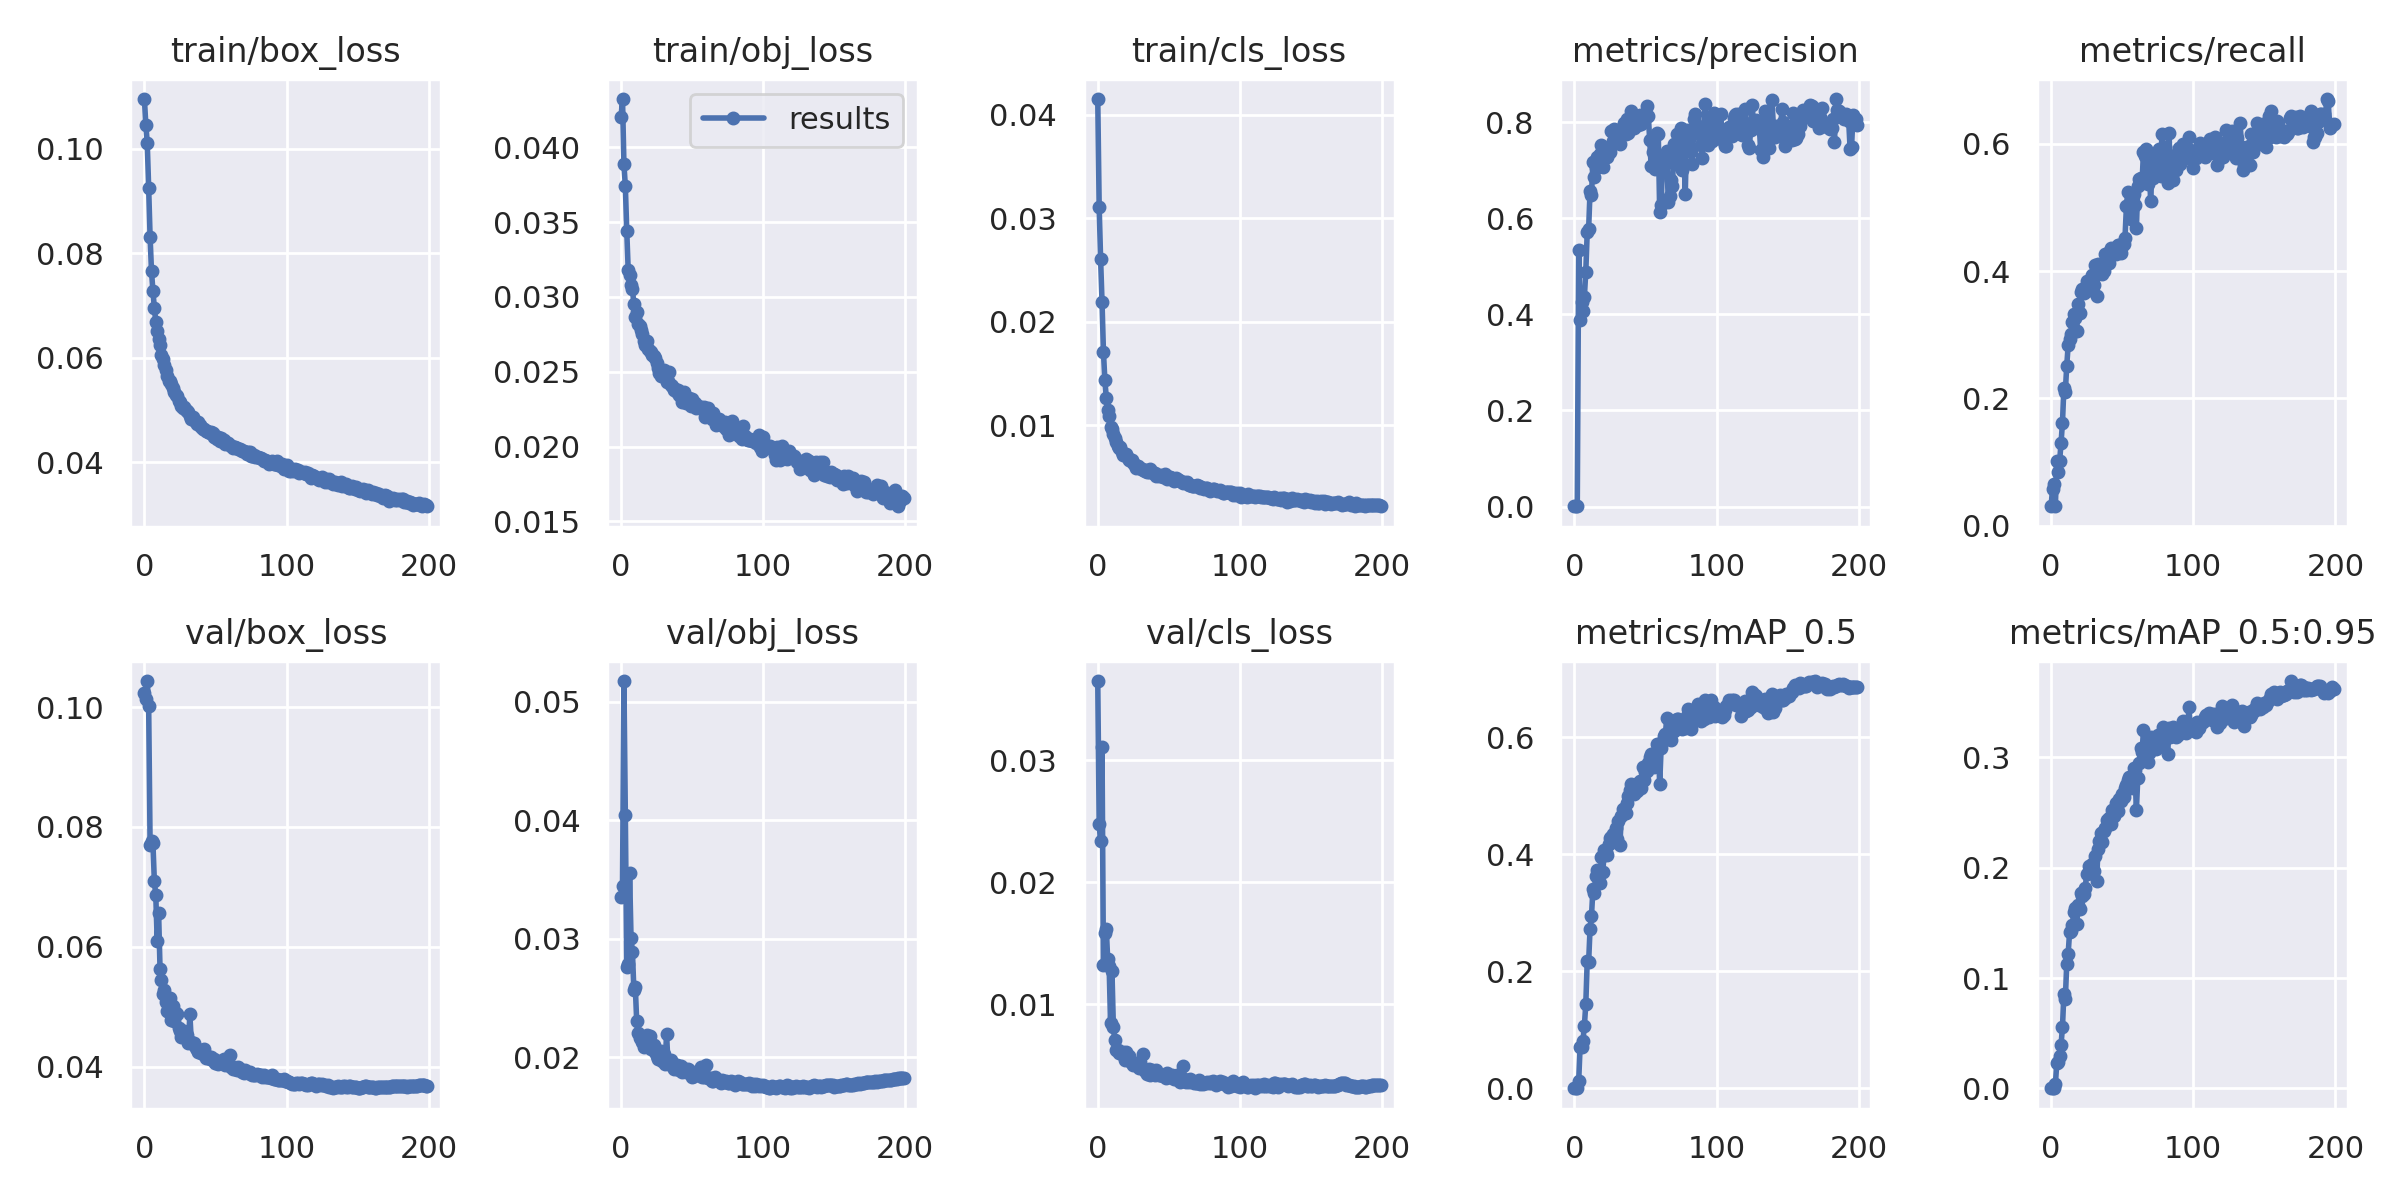 train/box_loss
0.10
0.08
0.06
0.04
0 100 200
train/obj_loss
results
0.040
0.035
0.030
0.025
0.020
0.015
0 100 200
train/cls_loss
0.04
0.03
0.02
0.01
0 100 200
metrics/precision
0.8
0.6
0.4
0.2
0.0
0 100 200
metrics/recall
0.6
0.4
0.2
0.0
0 100 200
val/box_loss
0.10
0.08
0.06
0.04
0 100 200
val/obj_loss
0.05
0.04
0.03
0.02
0 100 200
val/cls_loss
0.03
0.02
0.01
0 100 200
metrics/mAP_0.5
0.6
0.4
0.2
0.0
0 100 200
metrics/mAP_0.5:0.95
0.3
0.2
0.1
0.0
0 100 200